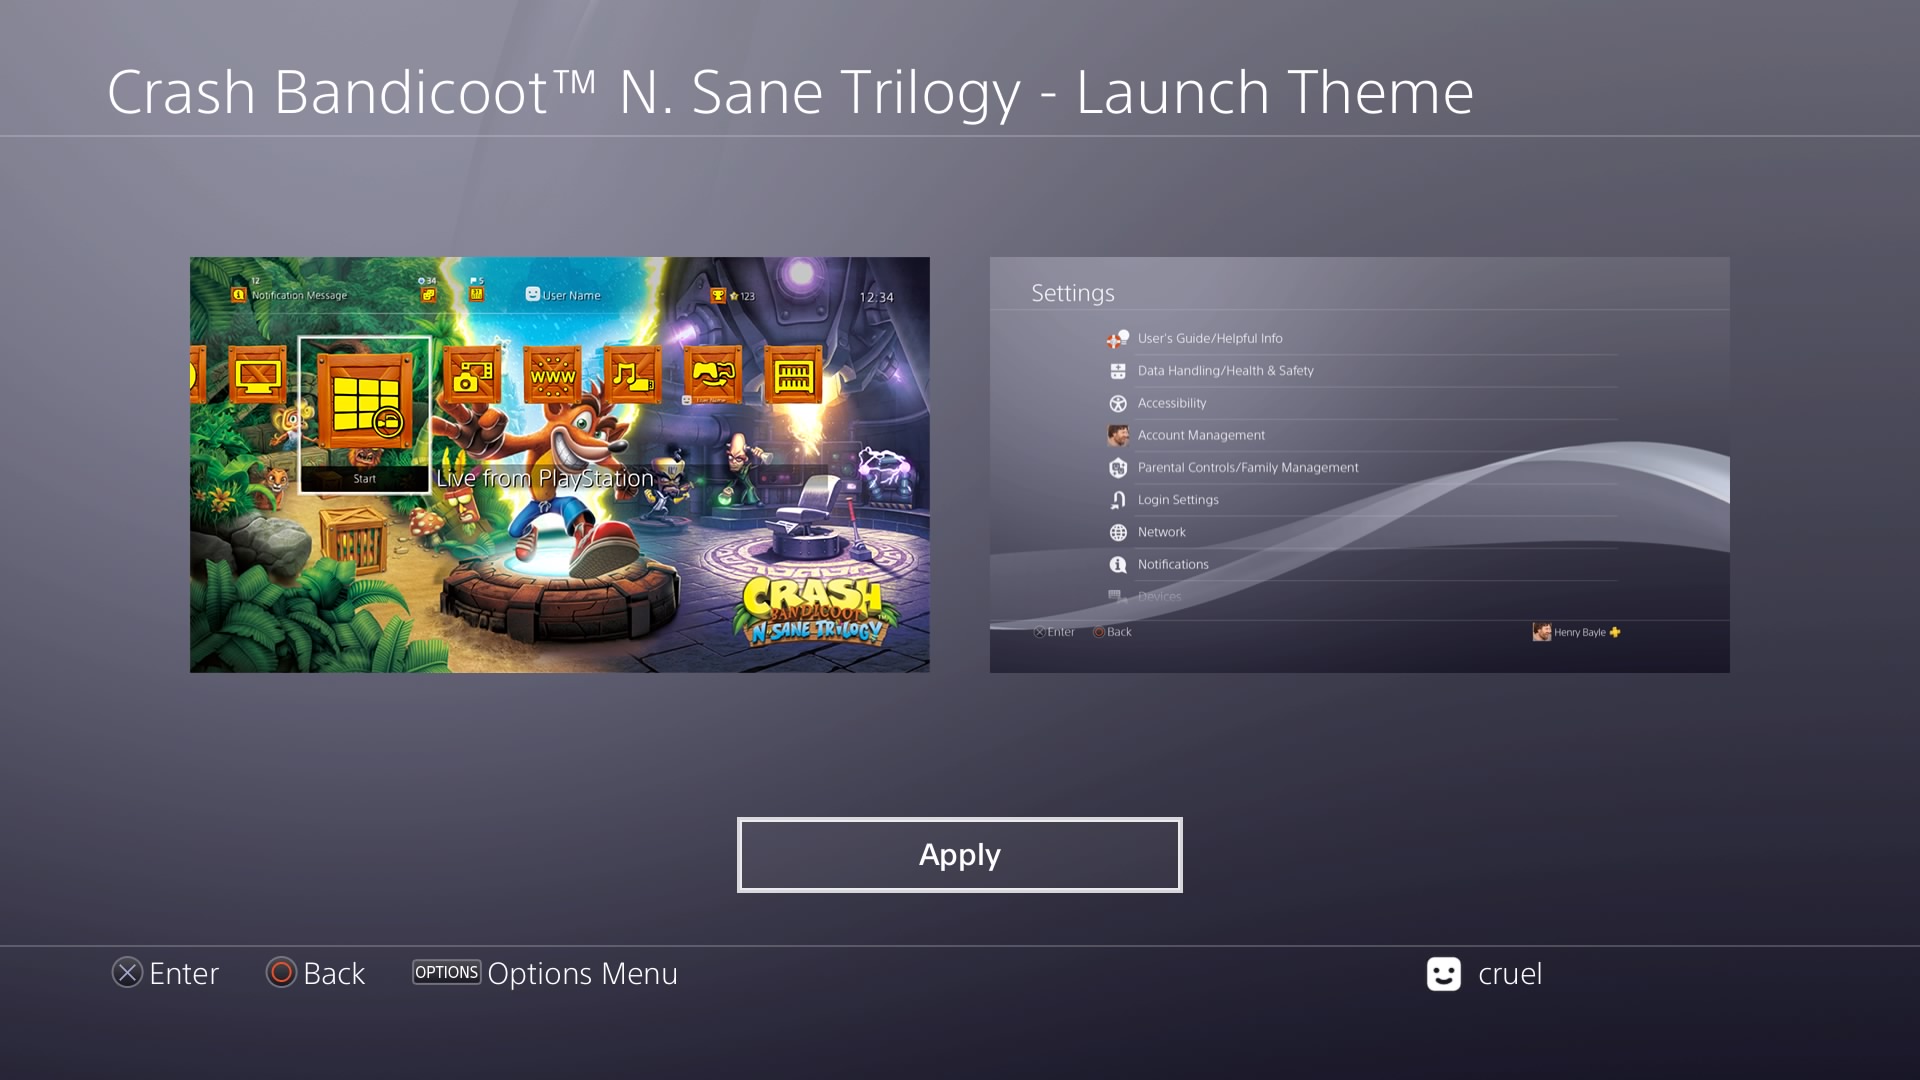 Crash Bandicoot™ N. Sane Trilogy - Launch Theme
12
Notification Message
34
5
User Name
123
12:34
www
Start
Live from PlayStation
CRASH
BANDICOOT
N. SANE TRILOGY
Settings
User's Guide/Helpful Info
Data Handling/Health & Safety
Accessibility
Account Management
Parental Controls/Family Management
Login Settings
Network
Notifications
Devices
Enter
Back
Henry Bayle
Apply
Enter
Back
OPTIONS Options Menu
cruel